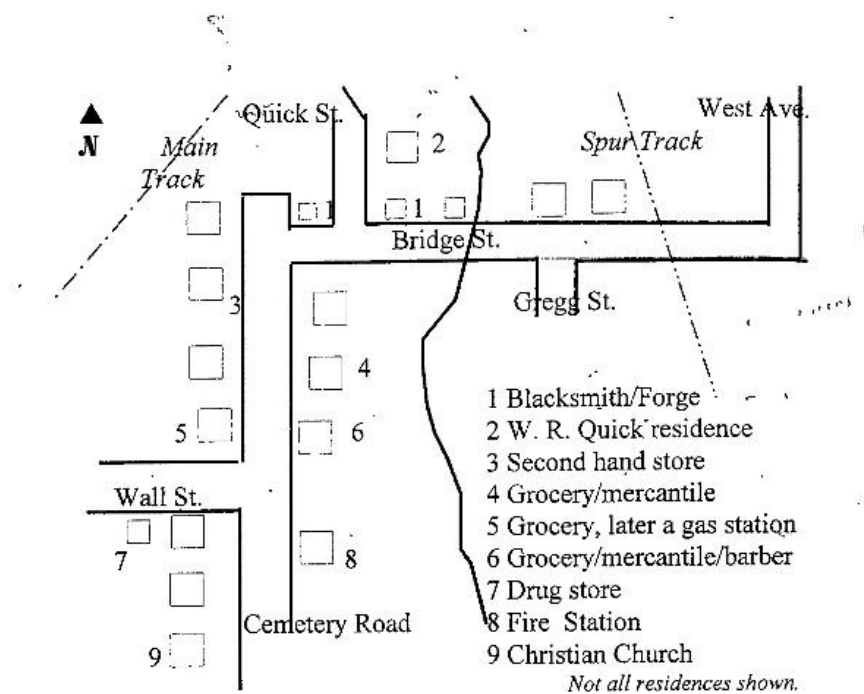 Quick St.
West Ave.
N
Main
Track
2
Spur Track
1
1
Bridge St.
3
Gregg St.
4
5
6
Wall St.
7
8
Cemetery Road
9
1 Blacksmith/Forge
2 W. R. Quick residence
3 Second hand store
4 Grocery/mercantile
5 Grocery, later a gas station
6 Grocery/mercantile/barber
7 Drug store
8 Fire Station
9 Christian Church
Not all residences shown.